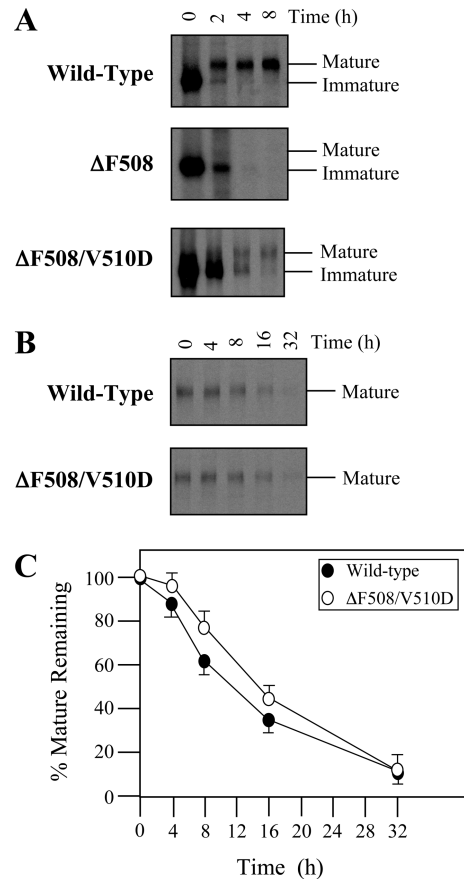 A
0 2 4 8 Time (h)
Wild-Type
Mature
Immature
ΔF508
Mature
Immature
ΔF508/V510D
Mature
Immature
B
0 4 8 16 32 Time (h)
Wild-Type
Mature
ΔF508/V510D
Mature
C
Wild-type
ΔF508/V510D
% Mature Remaining
100
80
60
40
20
0
0 4 8 12 16 20 24 28 32
Time (h)